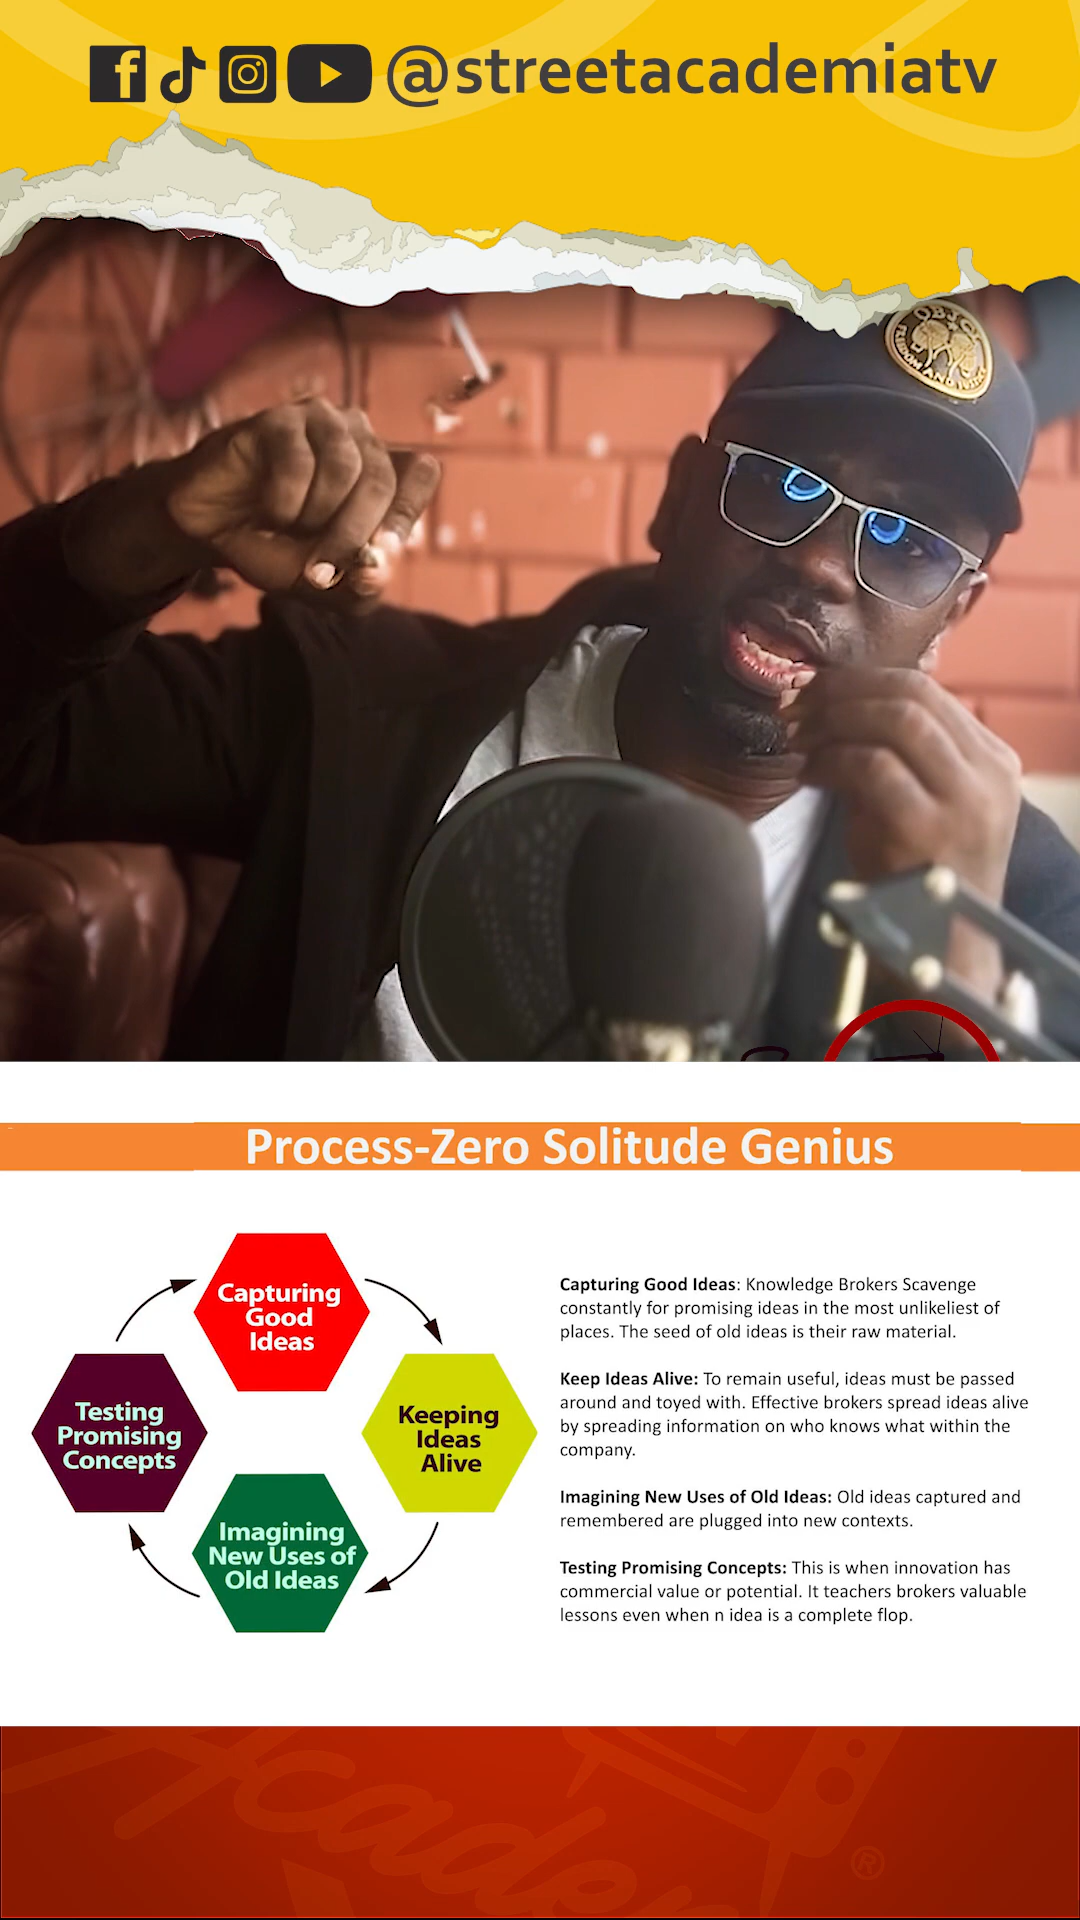 @streetacademiatv
OBJO
FREEDOM AND
Process-Zero Solitude Genius
Capturing
Good
Ideas
Testing
Promising
Concepts
Keeping
Ideas
Alive
Imagining
New Uses of
Old Ideas
Capturing Good Ideas: Knowledge Brokers Scavenge
constantly for promising ideas in the most unlikeliest of
places. The seed of old ideas is their raw material.
Keep Ideas Alive: To remain useful, ideas must be passed
around and toyed with. Effective brokers spread ideas alive
by spreading information on who knows what within the
company.
Imagining New Uses of Old Ideas: Old ideas captured and
remembered are plugged into new contexts.
Testing Promising Concepts: This is when innovation has
commercial value or potential. It teachers brokers valuable
lessons even when n idea is a complete flop.
®